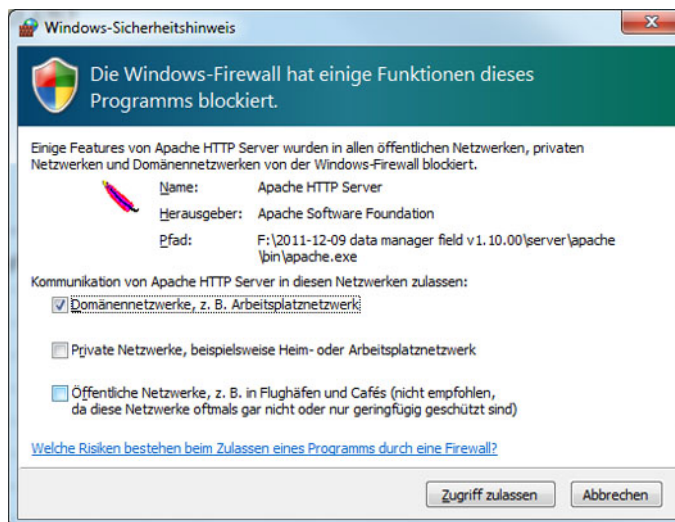 Windows-Sicherheitshinweis
Die Windows-Firewall hat einige Funktionen dieses
Programms blockiert.
Einige Features von Apache HTTP Server wurden in allen öffentlichen Netzwerken, privaten
Netzwerken und Domänennetzwerken von der Windows-Firewall blockiert.
Name: Apache HTTP Server
Herausgeber: Apache Software Foundation
Pfad: F:\2011-12-09 data manager field v1.10.00\server\apache
\bin\apache.exe
Kommunikation von Apache HTTP Server in diesen Netzwerken zulassen:
Domänennetzwerke, z. B. Arbeitsplatznetzwerk
Private Netzwerke, beispielsweise Heim- oder Arbeitsplatznetzwerk
Öffentliche Netzwerke, z. B. in Flughäfen und Cafés (nicht empfohlen,
da diese Netzwerke oftmals gar nicht oder nur geringfügig geschützt sind)
Welche Risiken bestehen beim Zulassen eines Programms durch eine Firewall?
Zugriff zulassen Abbrechen